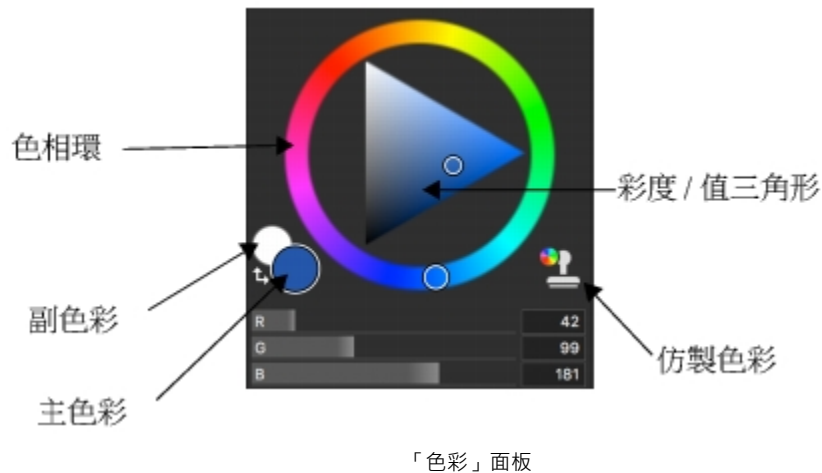 色相環
彩度 / 值三角形
副色彩
主色彩
仿製色彩
R 42
G 99
B 181
「色彩」面板